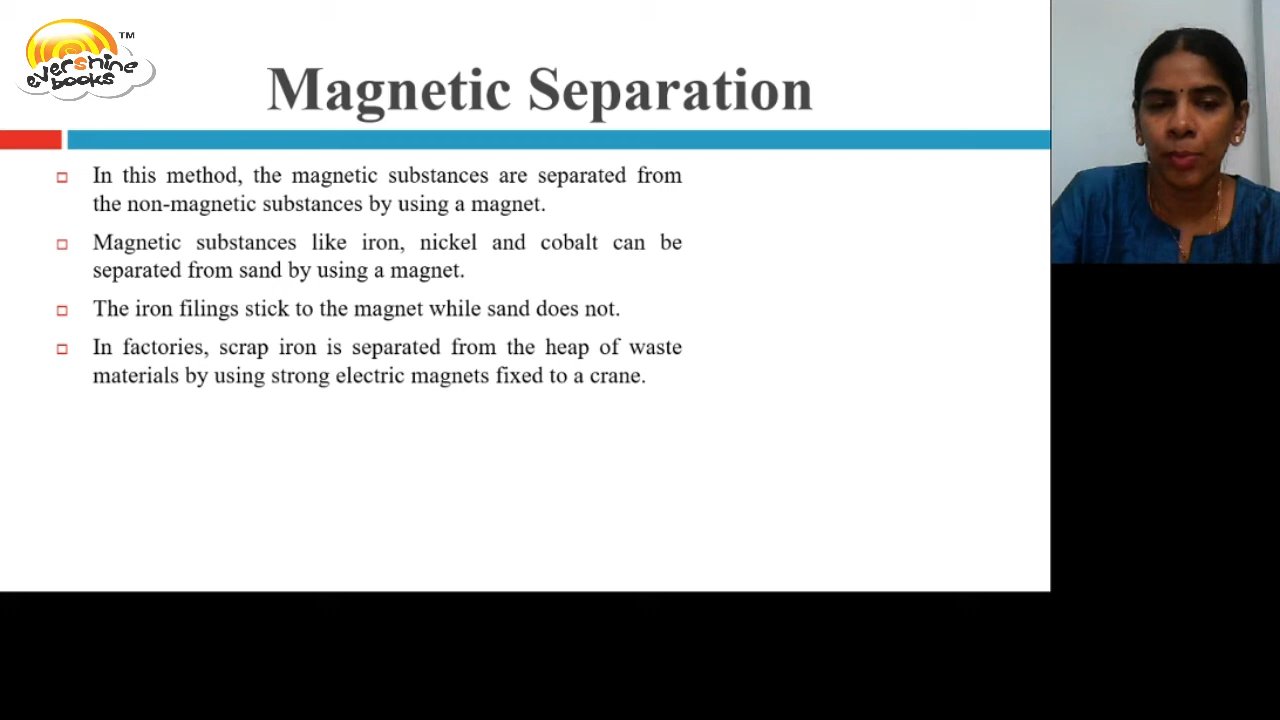 TM
evershine
books
Magnetic Separation
In this method, the magnetic substances are separated from
the non-magnetic substances by using a magnet.
Magnetic substances like iron, nickel and cobalt can be
separated from sand by using a magnet.
The iron filings stick to the magnet while sand does not.
In factories, scrap iron is separated from the heap of waste
materials by using strong electric magnets fixed to a crane.